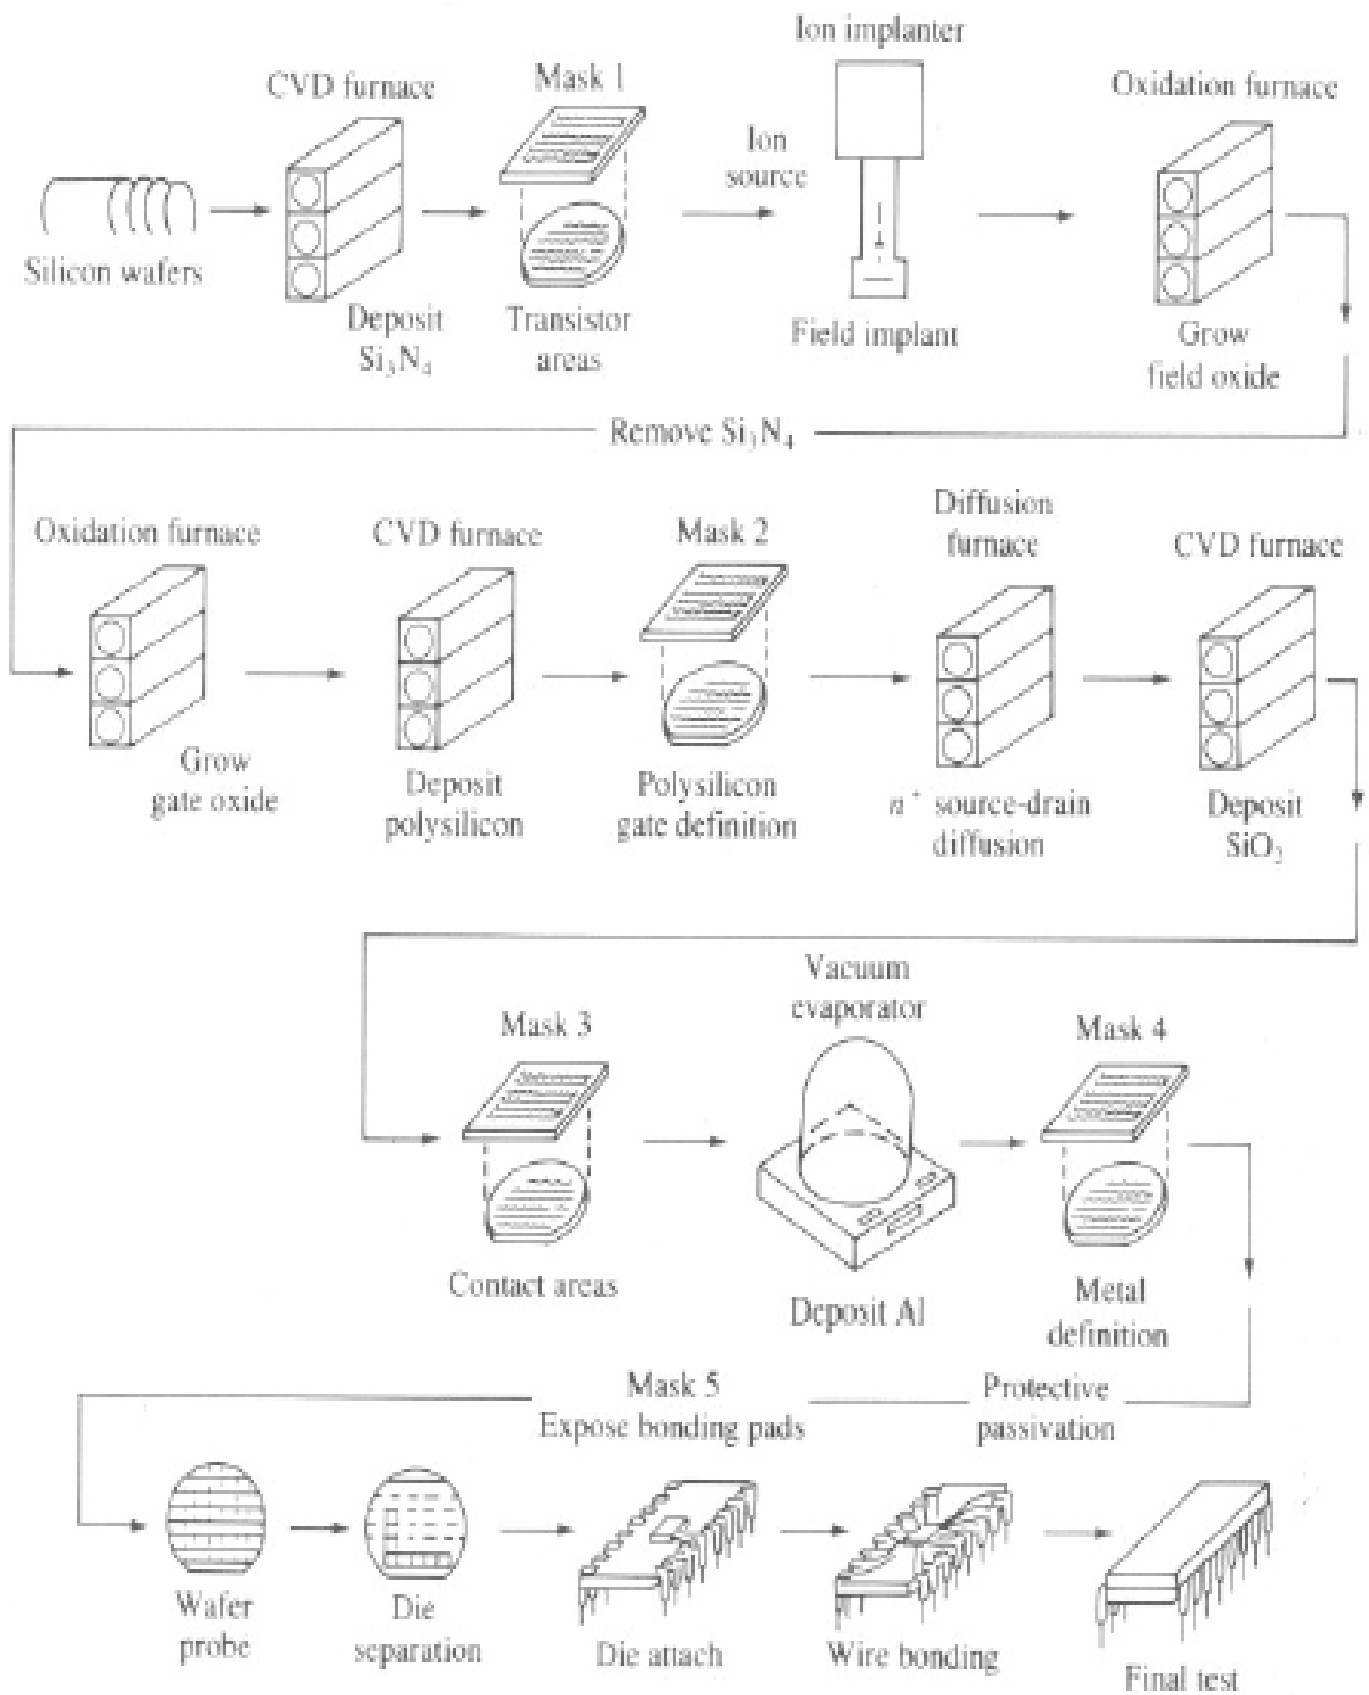 Ion implanter
CVD furnace
Mask 1
Oxidation furnace
Ion
source
Silicon wafers
Deposit
Si₃N₄
Transistor
areas
Field implant
Grow
field oxide
Remove Si₃N₄
Oxidation furnace
CVD furnace
Mask 2
Diffusion
furnace
CVD furnace
Grow
gate oxide
Deposit
polysilicon
Polysilicon
gate definition
n⁺ source-drain
diffusion
Deposit
SiO₂
Mask 3
Vacuum
evaporator
Mask 4
Contact areas
Deposit Al
Metal
definition
Mask 5
Expose bonding pads
Protective
passivation
Wafer
probe
Die
separation
Die attach
Wire bonding
Final test